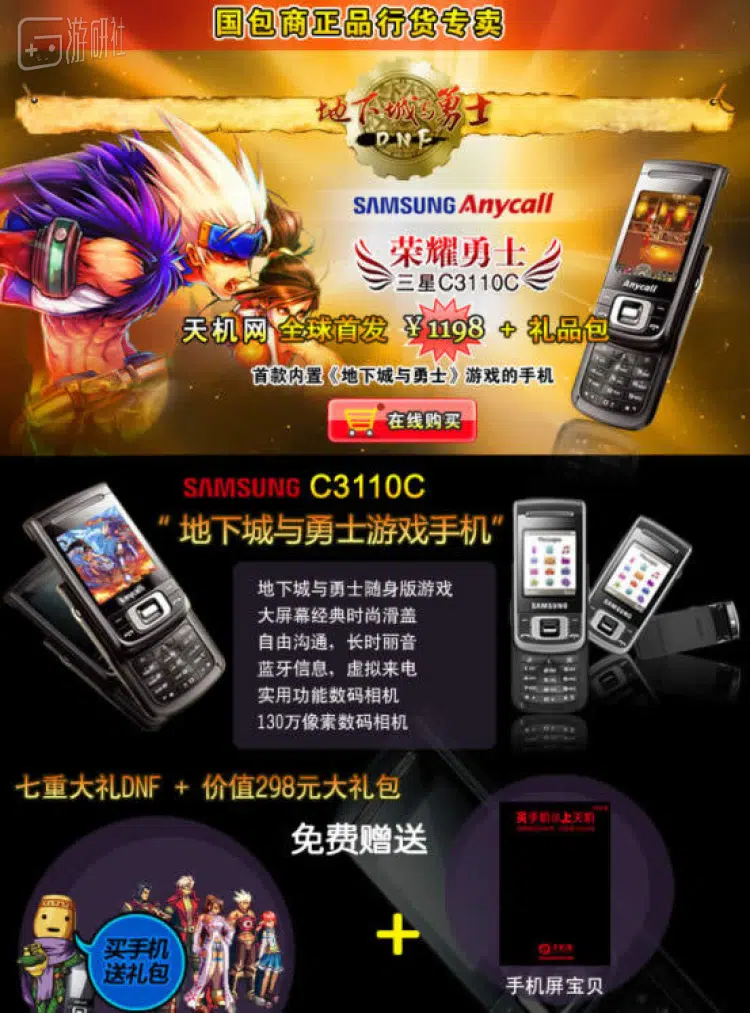 国包商正品行货专卖
游研社
地下城与勇士
DNF
SAMSUNG Anycall
荣耀勇士
三星C3110C
Anycall
天机网 全球首发 ¥1198 + 礼品包
首款内置《地下城与勇士》游戏的手机
在线购买
SAMSUNG C3110C
“地下城与勇士游戏手机”
地下城与勇士随身版游戏
大屏幕经典时尚滑盖
自由沟通，长时丽音
蓝牙信息，虚拟来电
实用功能数码相机
130万像素数码相机
SAMSUNG
SAMSUNG
七重大礼DNF + 价值298元大礼包
免费赠送
买手机
送礼包
+
买手机就上天机
手机屏宝贝